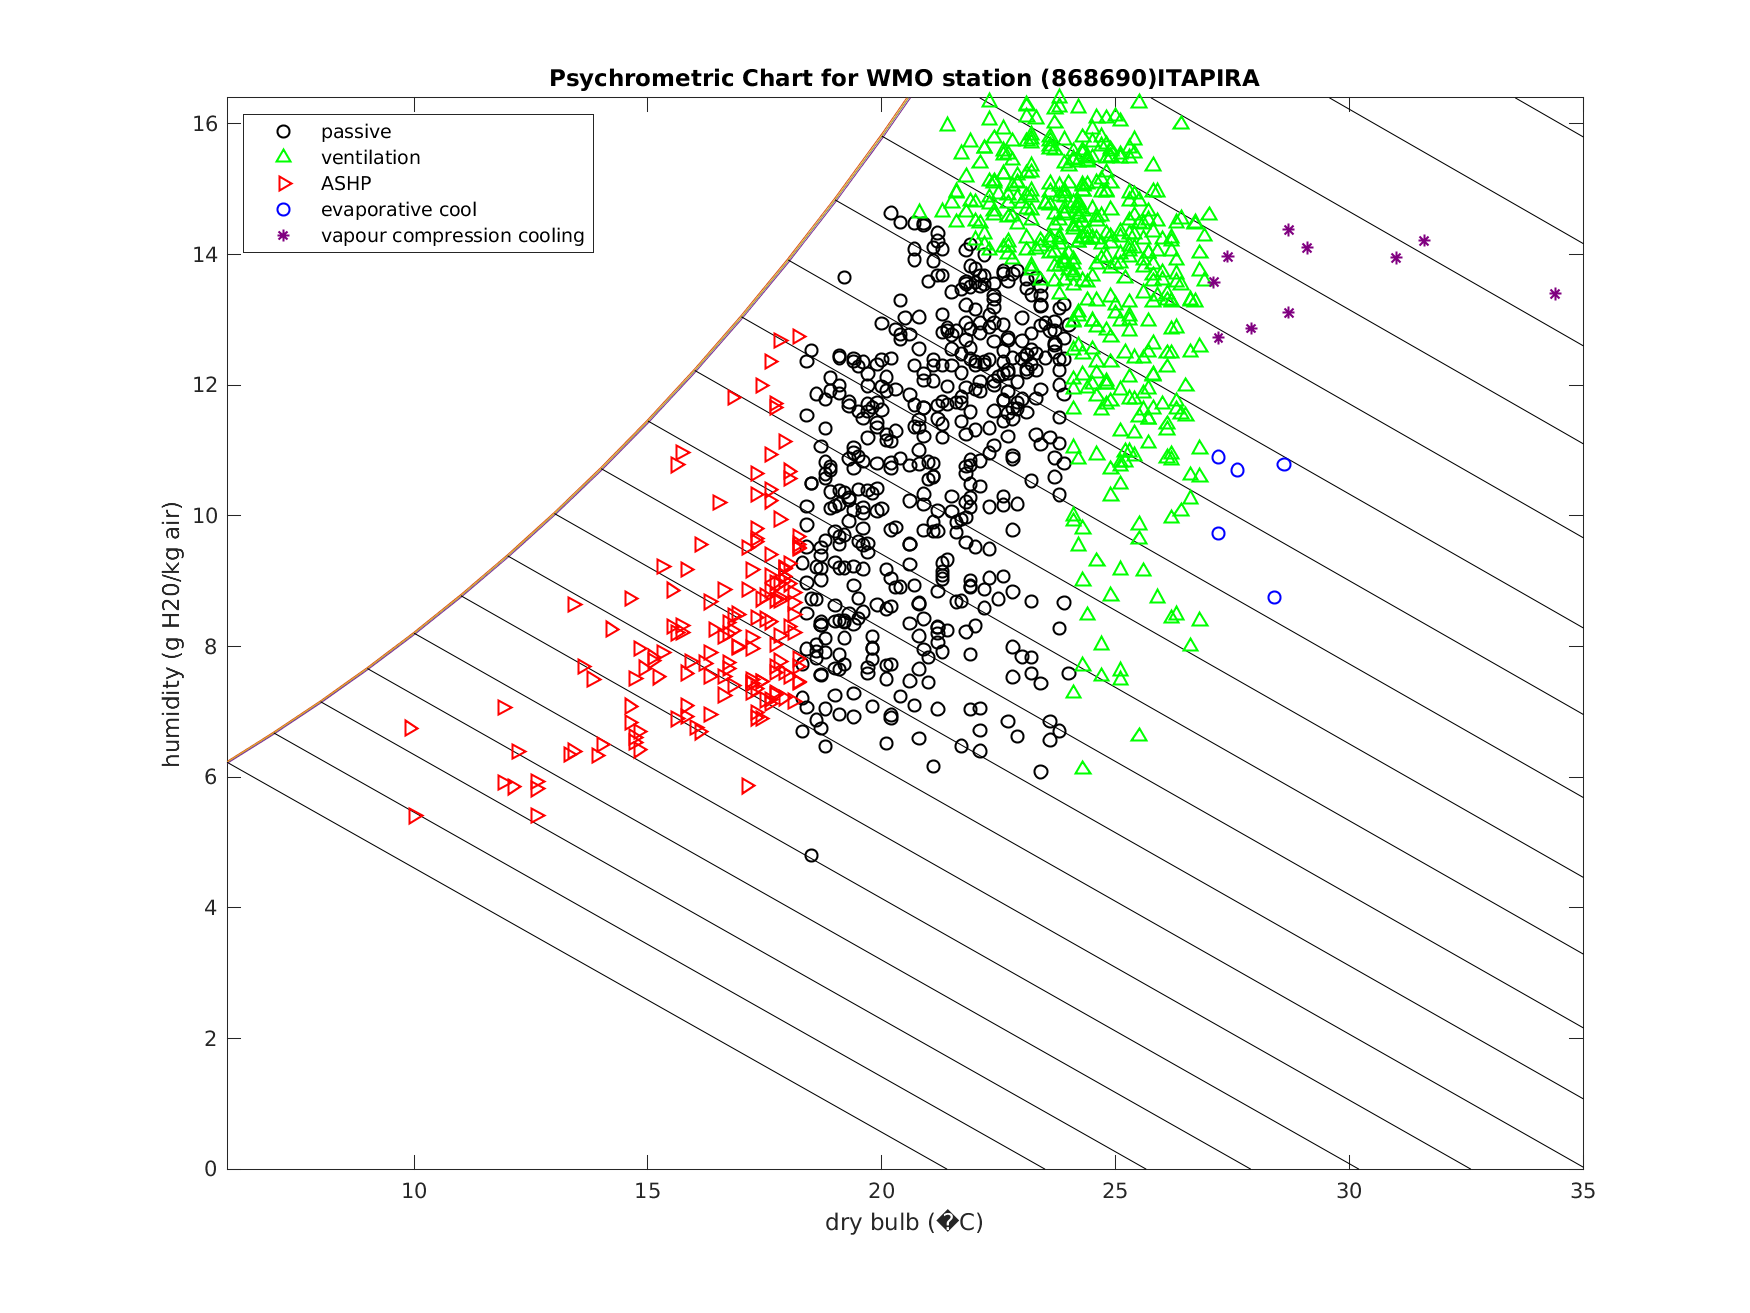 Psychrometric Chart for WMO station (868690)ITAPIRA
passive
ventilation
ASHP
evaporative cool
vapour compression cooling
humidity (g H20/kg air)
16
14
12
10
8
6
4
2
0
10 15 20 25 30 35
dry bulb (�C)